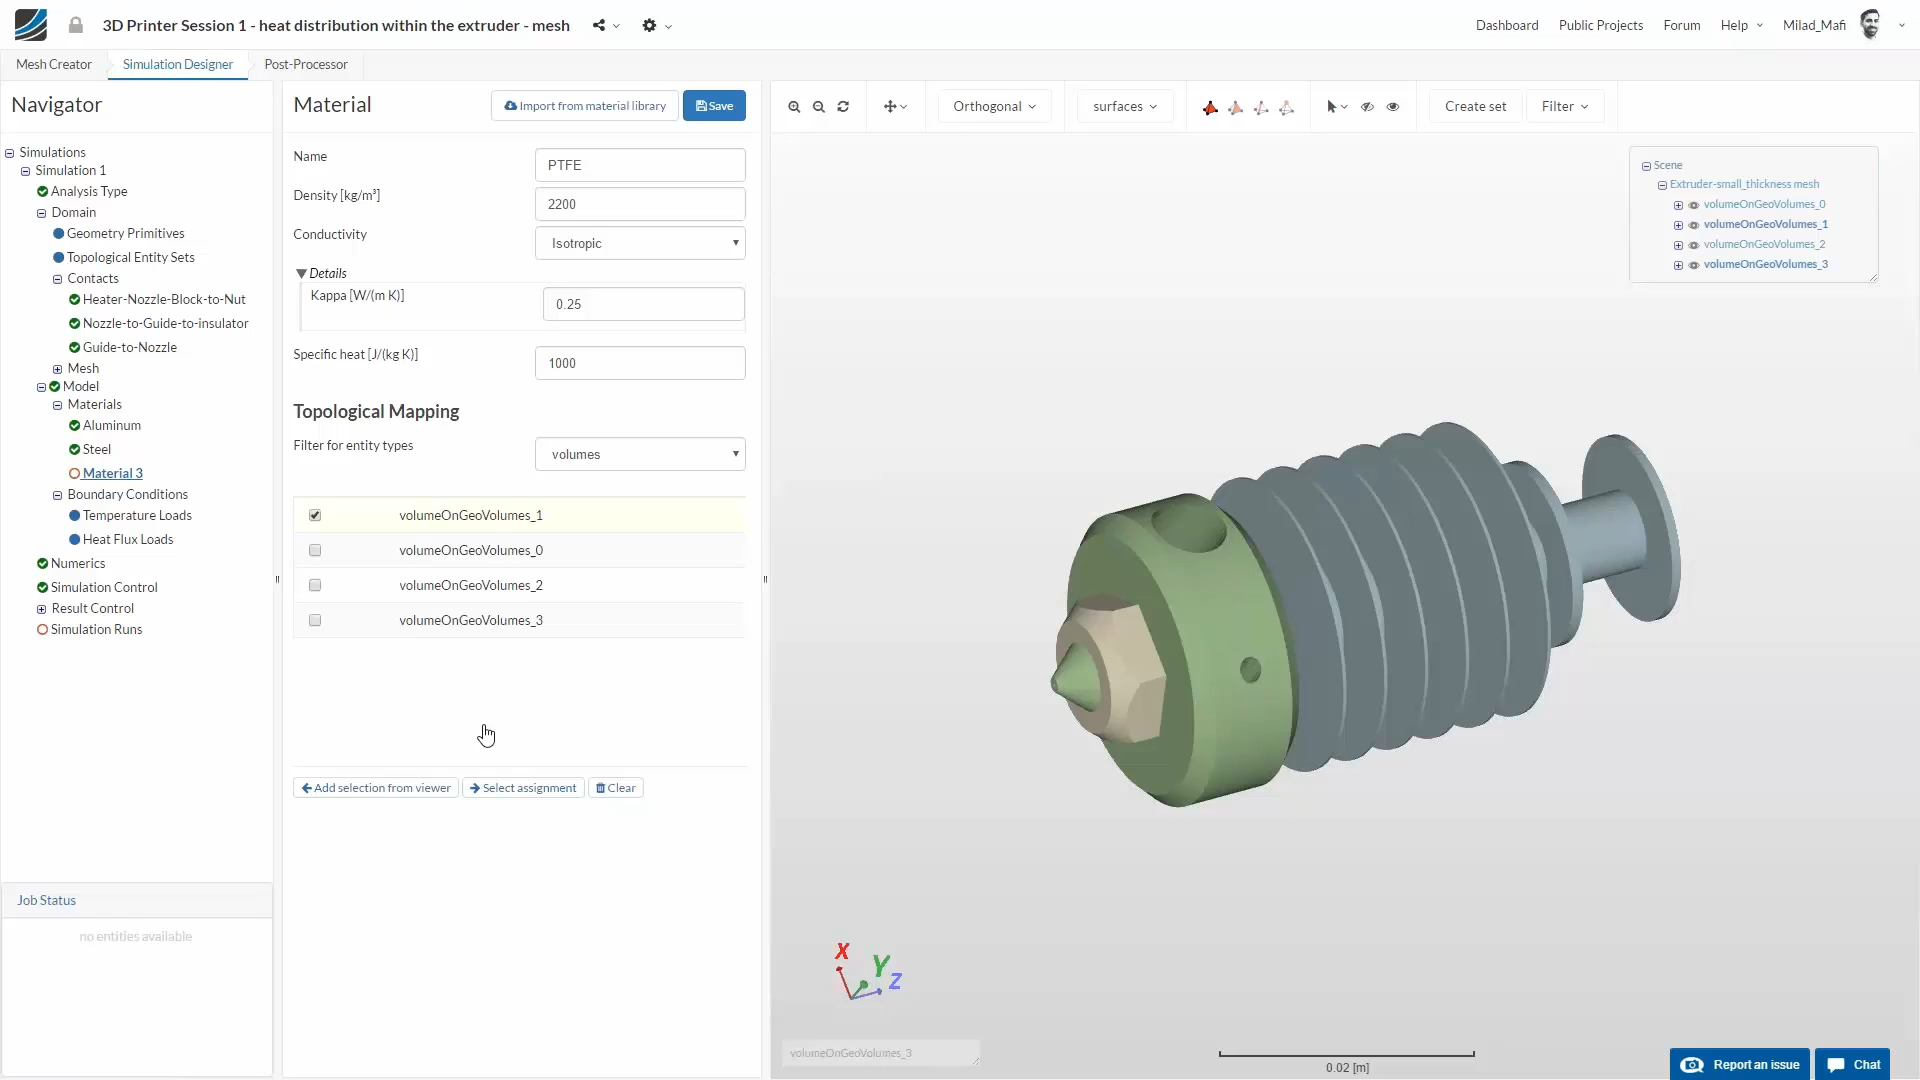 3D Printer Session 1 - heat distribution within the extruder - mesh
Dashboard
Public Projects
Forum
Help
Milad_Mafi
Mesh Creator
Simulation Designer
Post-Processor
Navigator
Simulations
Simulation 1
Analysis Type
Domain
Geometry Primitives
Topological Entity Sets
Contacts
Heater-Nozzle-Block-to-Nut
Nozzle-to-Guide-to-insulator
Guide-to-Nozzle
Mesh
Model
Materials
Aluminum
Steel
Material 3
Boundary Conditions
Temperature Loads
Heat Flux Loads
Numerics
Simulation Control
Result Control
Simulation Runs
Job Status
no entities available
Material
Import from material library
Save
Name
PTFE
Density [kg/m³]
2200
Conductivity
Isotropic
Details
Kappa [W/(m K)]
0.25
Specific heat [J/(kg K)]
1000
Topological Mapping
Filter for entity types
volumes
volumeOnGeoVolumes_1
volumeOnGeoVolumes_0
volumeOnGeoVolumes_2
volumeOnGeoVolumes_3
Add selection from viewer
Select assignment
Clear
Orthogonal
surfaces
Create set
Filter
Scene
Extruder-small_thickness mesh
volumeOnGeoVolumes_0
volumeOnGeoVolumes_1
volumeOnGeoVolumes_2
volumeOnGeoVolumes_3
X
Y
Z
volumeOnGeoVolumes_3
0.02 [m]
Report an issue
Chat